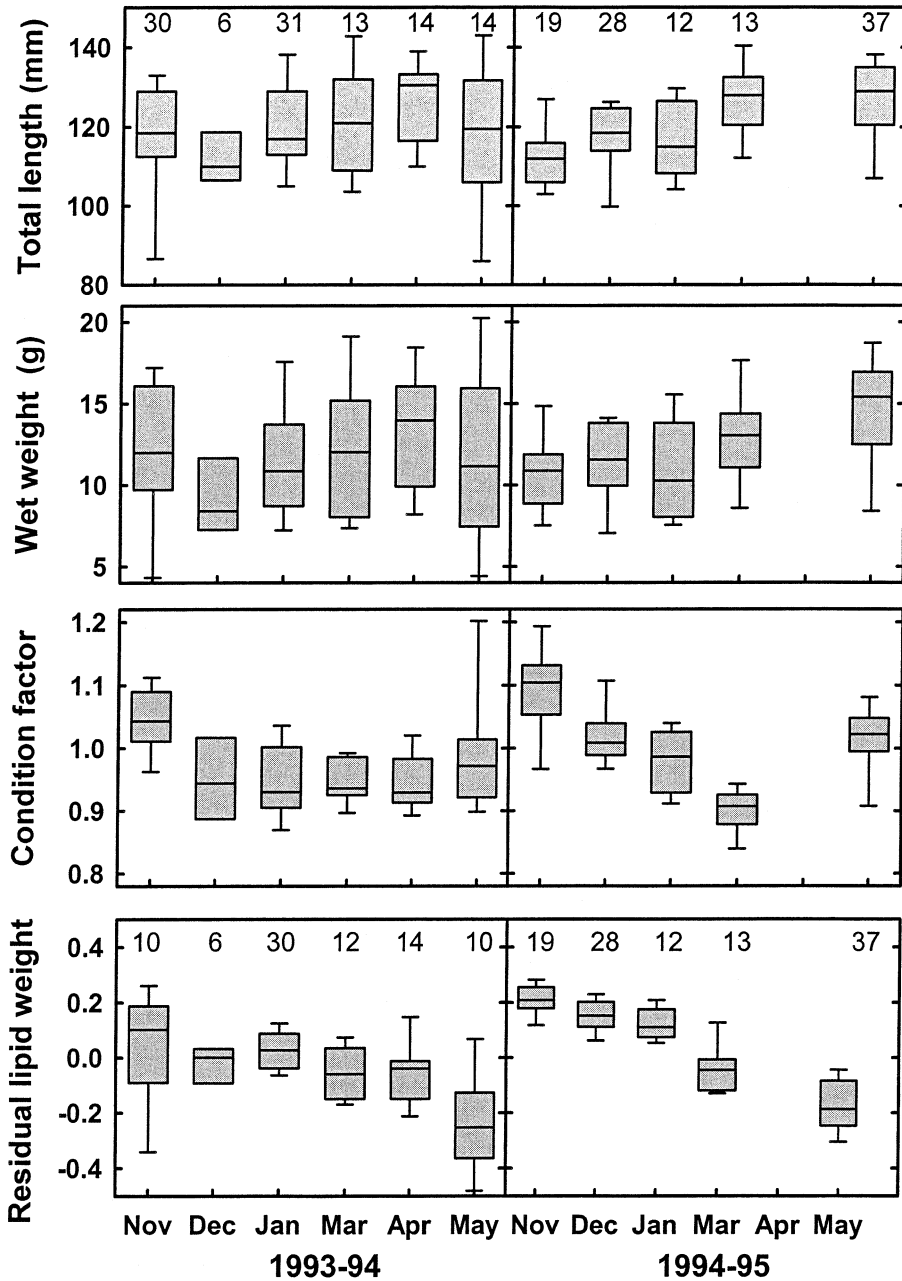 30 6 31 13 14 14 19 28 12 13 37
Total length (mm)
140
120
100
80
Wet weight (g)
20
15
10
5
Condition factor
1.2
1.1
1.0
0.9
0.8
10 6 30 12 14 10 19 28 12 13 37
Residual lipid weight
0.4
0.2
0.0
-0.2
-0.4
Nov Dec Jan Mar Apr May Nov Dec Jan Mar Apr May
1993-94 1994-95